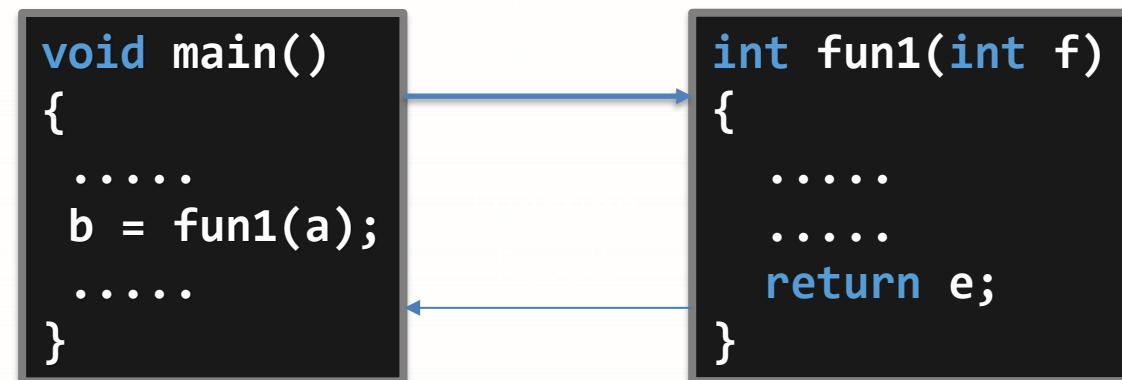 void main()
{
.....
b = fun1(a);
.....
}
int fun1(int f)
{
.....
.....
return e;
}